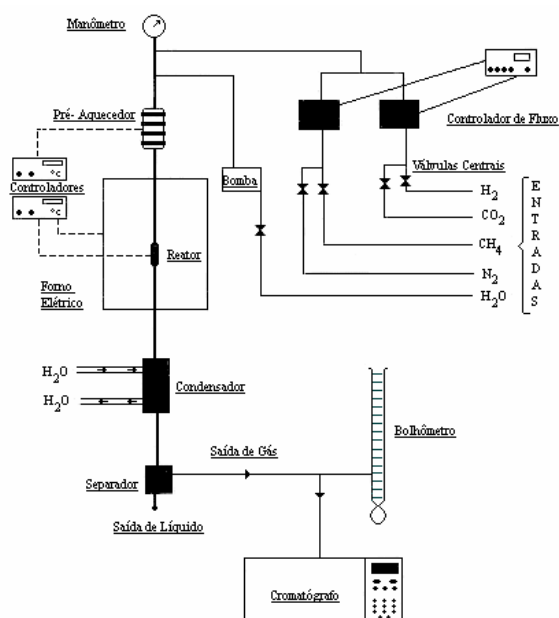 Manômetro
Pré- Aquecedor
Controladores
°C
°C
Forno
Elétrico
Reator
Bomba
Controlador de Fluxo
Válvulas Centrais
H2
CO2
CH4
N2
H2O
ENTRADAS
H2O
H2O
Condensador
Separador
Saída de Gás
Saída de Líquido
Bolhômetro
Cromatógrafo